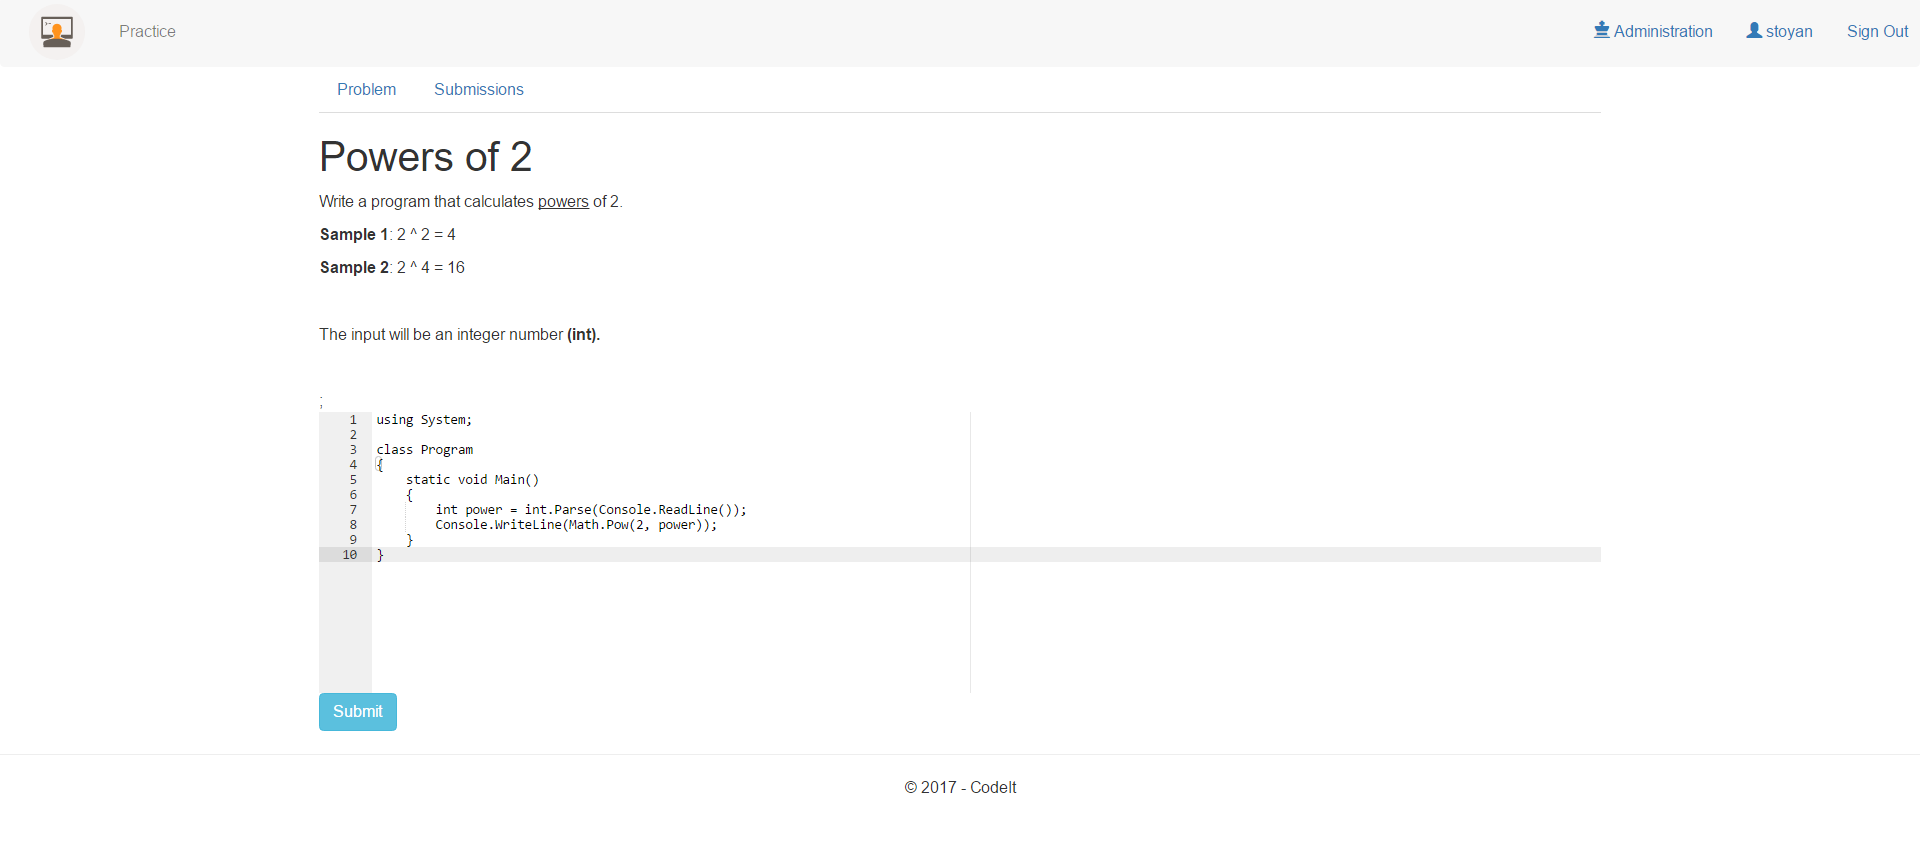 Practice
Administration
stoyan
Sign Out
Problem
Submissions
Powers of 2
Write a program that calculates powers of 2.
Sample 1: 2 ^ 2 = 4
Sample 2: 2 ^ 4 = 16
The input will be an integer number (int).
;
1 using System;
2
3 class Program
4 {
5     static void Main()
6     {
7         int power = int.Parse(Console.ReadLine());
8         Console.WriteLine(Math.Pow(2, power));
9     }
10 }
Submit
© 2017 - CodeIt